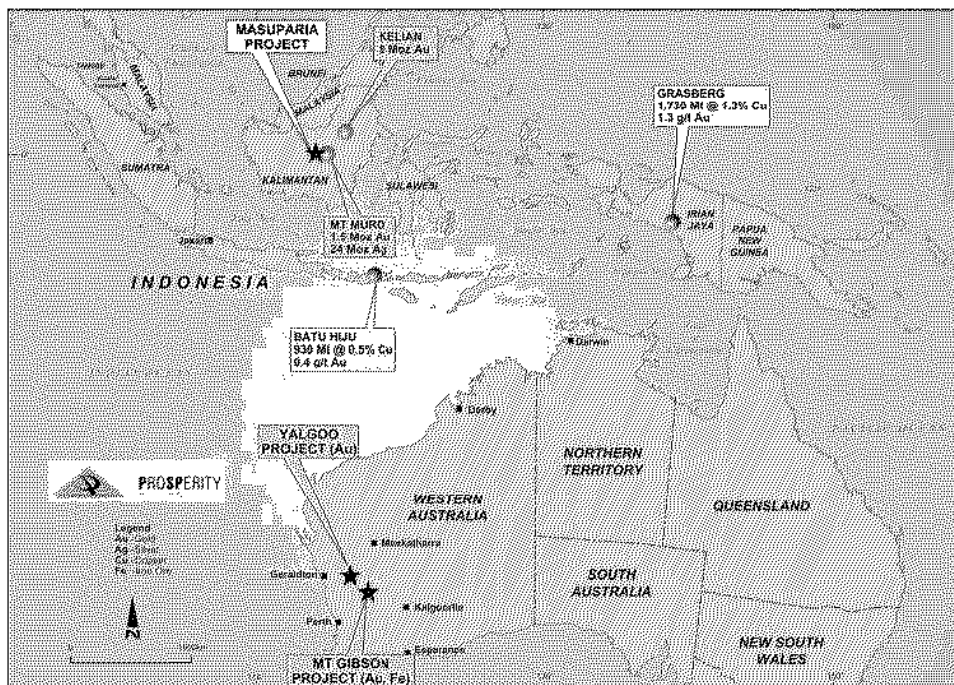 MASUPARIA
PROJECT
KELIAN
8 Moz Au
BRUNEI
MALAYSIA
MALAYSIA
GRASBERG
1,730 Mt @ 1.3% Cu
1.3 g/t Au
SUMATRA
KALIMANTAN
SULAWESI
IRIAN
JAYA
PAPUA
NEW
GUINEA
MT MURO
1.5 Moz Au
24 Moz Ag
Jakarta
INDONESIA
BATU HIJU
930 Mt @ 0.5% Cu
0.4 g/t Au
Darwin
Derby
YALGOO
PROJECT (Au)
NORTHERN
TERRITORY
PROSPERITY
WESTERN
AUSTRALIA
QUEENSLAND
Legend
Au Gold
Ag Silver
Cu Copper
Fe Iron Ore
Meekatharra
Geraldton
SOUTH
AUSTRALIA
Kalgoorlie
Perth
Esperance
NEW SOUTH
WALES
MT GIBSON
PROJECT (Au, Fe)